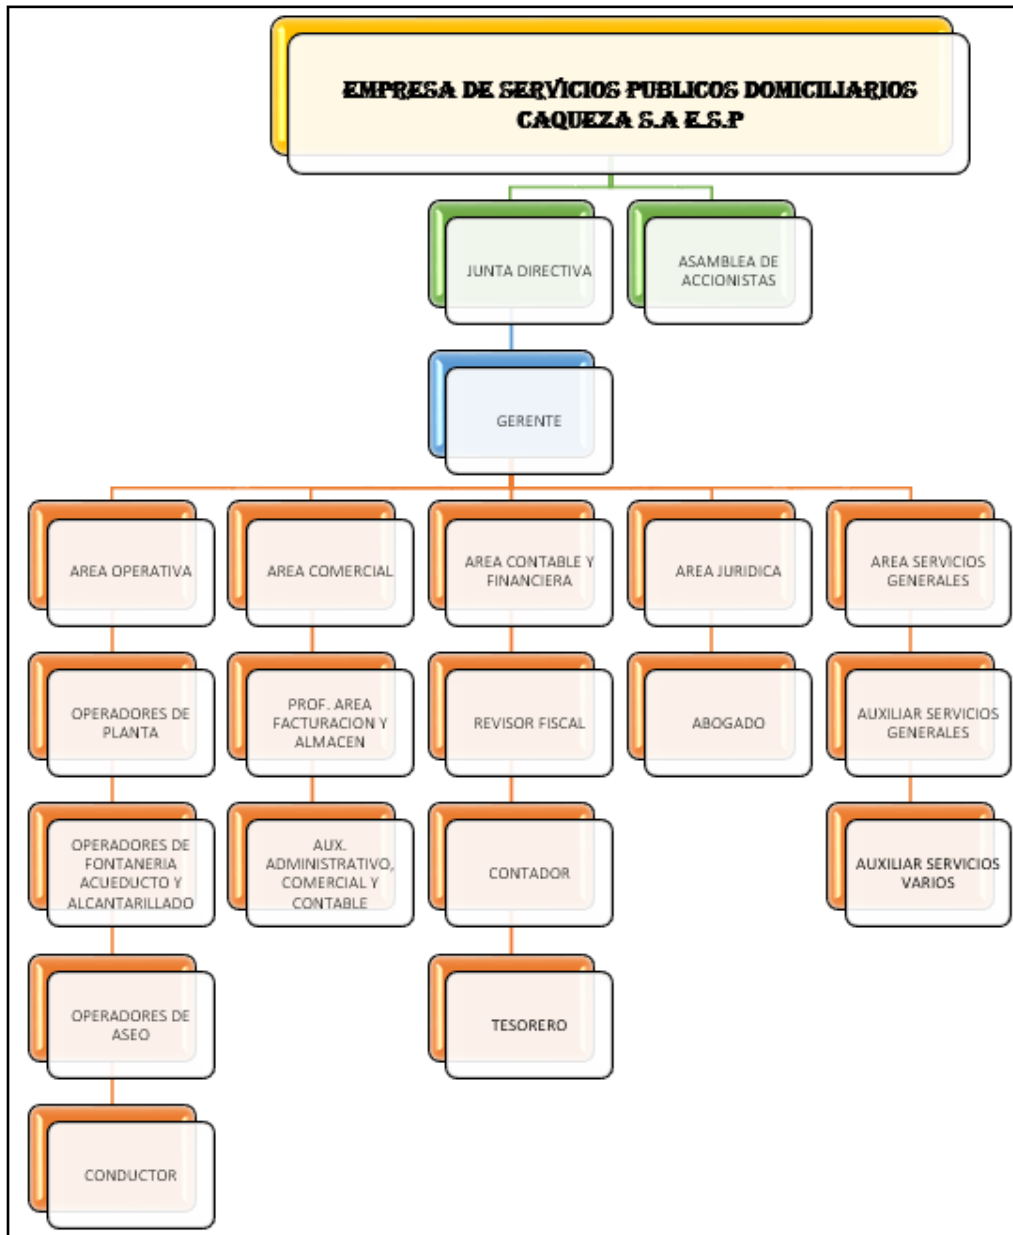 EMPRESA DE SERVICIOS PUBLICOS DOMICILIARIOS
CAQUEZA S.A E.S.P
JUNTA DIRECTIVA
ASAMBLEA DE
ACCIONISTAS
GERENTE
AREA OPERATIVA
AREA COMERCIAL
AREA CONTABLE Y
FINANCIERA
AREA JURIDICA
AREA SERVICIOS
GENERALES
OPERADORES DE
PLANTA
PROF. AREA
FACTURACION Y
ALMACEN
REVISOR FISCAL
ABOGADO
AUXILIAR SERVICIOS
GENERALES
OPERADORES DE
FONTANERIA
ACUEDUCTO Y
ALCANTARILLADO
AUX.
ADMINISTRATIVO,
COMERCIAL Y
CONTABLE
CONTADOR
AUXILIAR SERVICIOS
VARIOS
OPERADORES DE
ASEO
TESORERO
CONDUCTOR